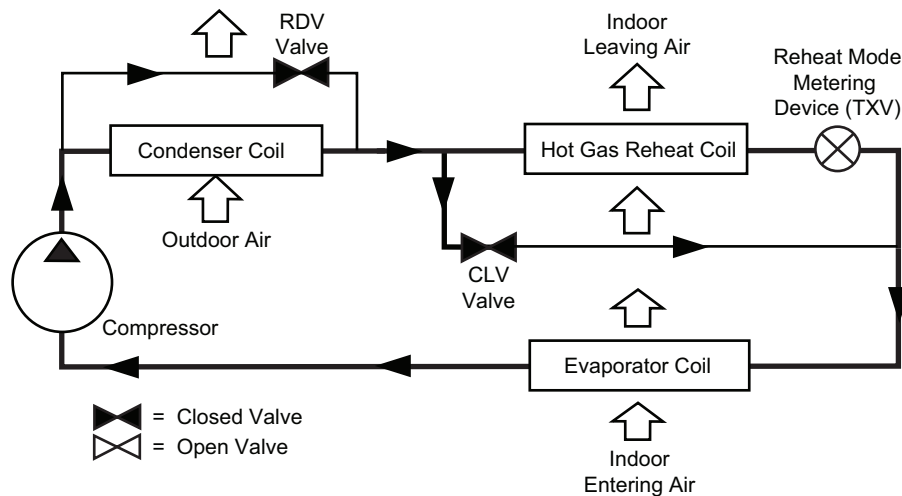 RDV
Valve
Indoor
Leaving Air
Reheat Mode
Metering
Device (TXV)
Condenser Coil
Hot Gas Reheat Coil
Outdoor Air
CLV
Valve
Compressor
Evaporator Coil
= Closed Valve
= Open Valve
Indoor
Entering Air